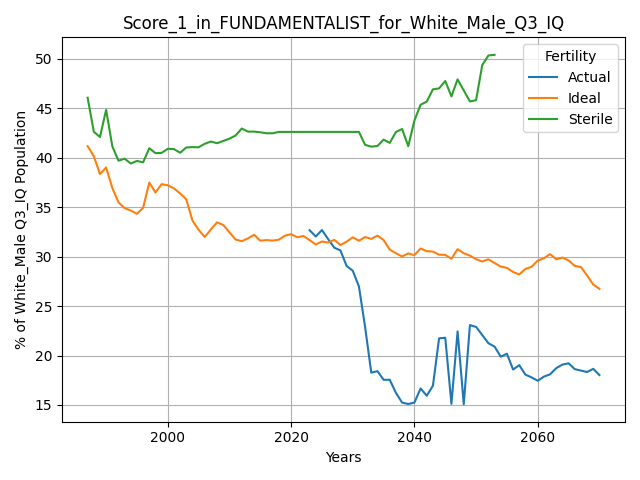 Score_1_in_FUNDAMENTALIST_for_White_Male_Q3_IQ
Fertility
Actual
Ideal
Sterile
% of White_Male Q3_IQ Population
50
45
40
35
30
25
20
15
2000
2020
2040
2060
Years